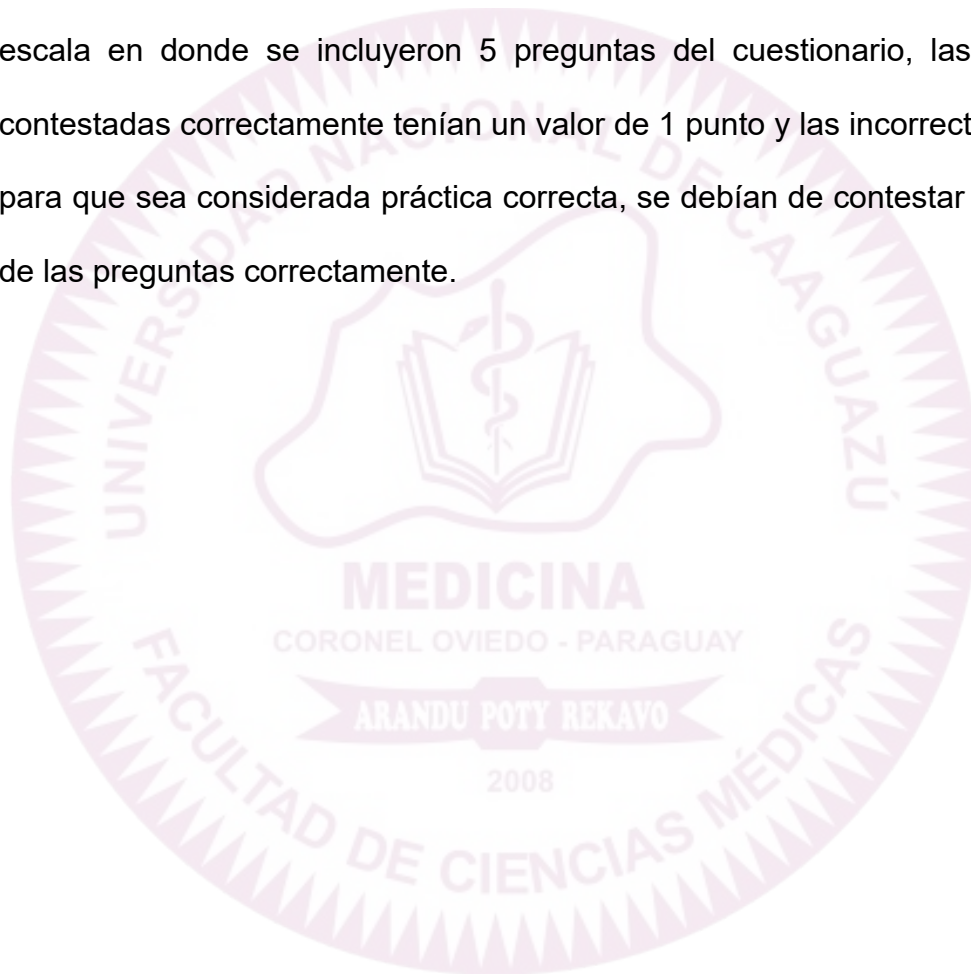 escala en donde se incluyeron 5 preguntas del cuestionario, las
contestadas correctamente tenían un valor de 1 punto y las incorrect
para que sea considerada práctica correcta, se debían de contestar
de las preguntas correctamente.
UNIVERSIDAD NACIONAL DE CAAGUAZÚ
MEDICINA
CORONEL OVIEDO - PARAGUAY
ARANDU POTY REKAVO
2008
FACULTAD DE CIENCIAS MÉDICAS